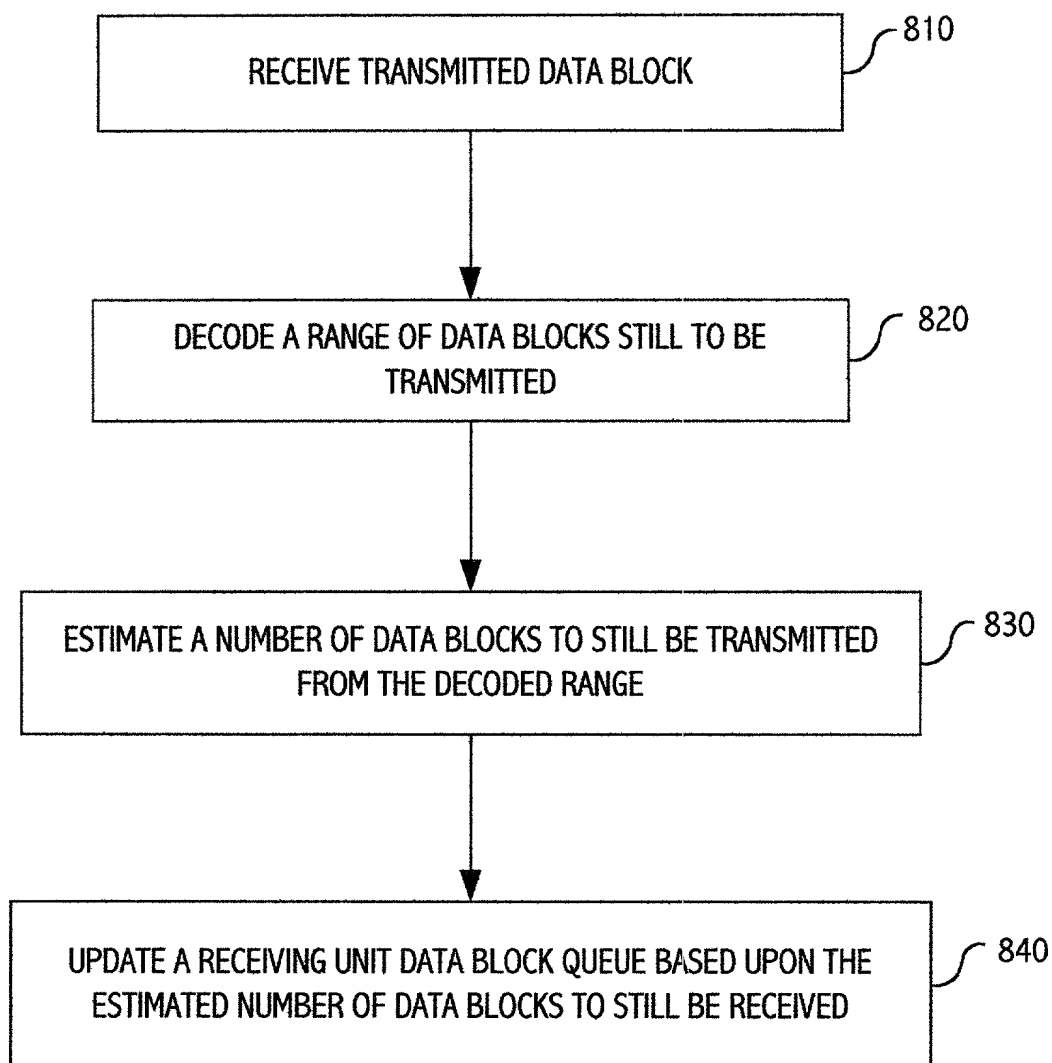 RECEIVE TRANSMITTED DATA BLOCK
810
DECODE A RANGE OF DATA BLOCKS STILL TO BE
TRANSMITTED
820
ESTIMATE A NUMBER OF DATA BLOCKS TO STILL BE TRANSMITTED
FROM THE DECODED RANGE
830
UPDATE A RECEIVING UNIT DATA BLOCK QUEUE BASED UPON THE
ESTIMATED NUMBER OF DATA BLOCKS TO STILL BE RECEIVED
840